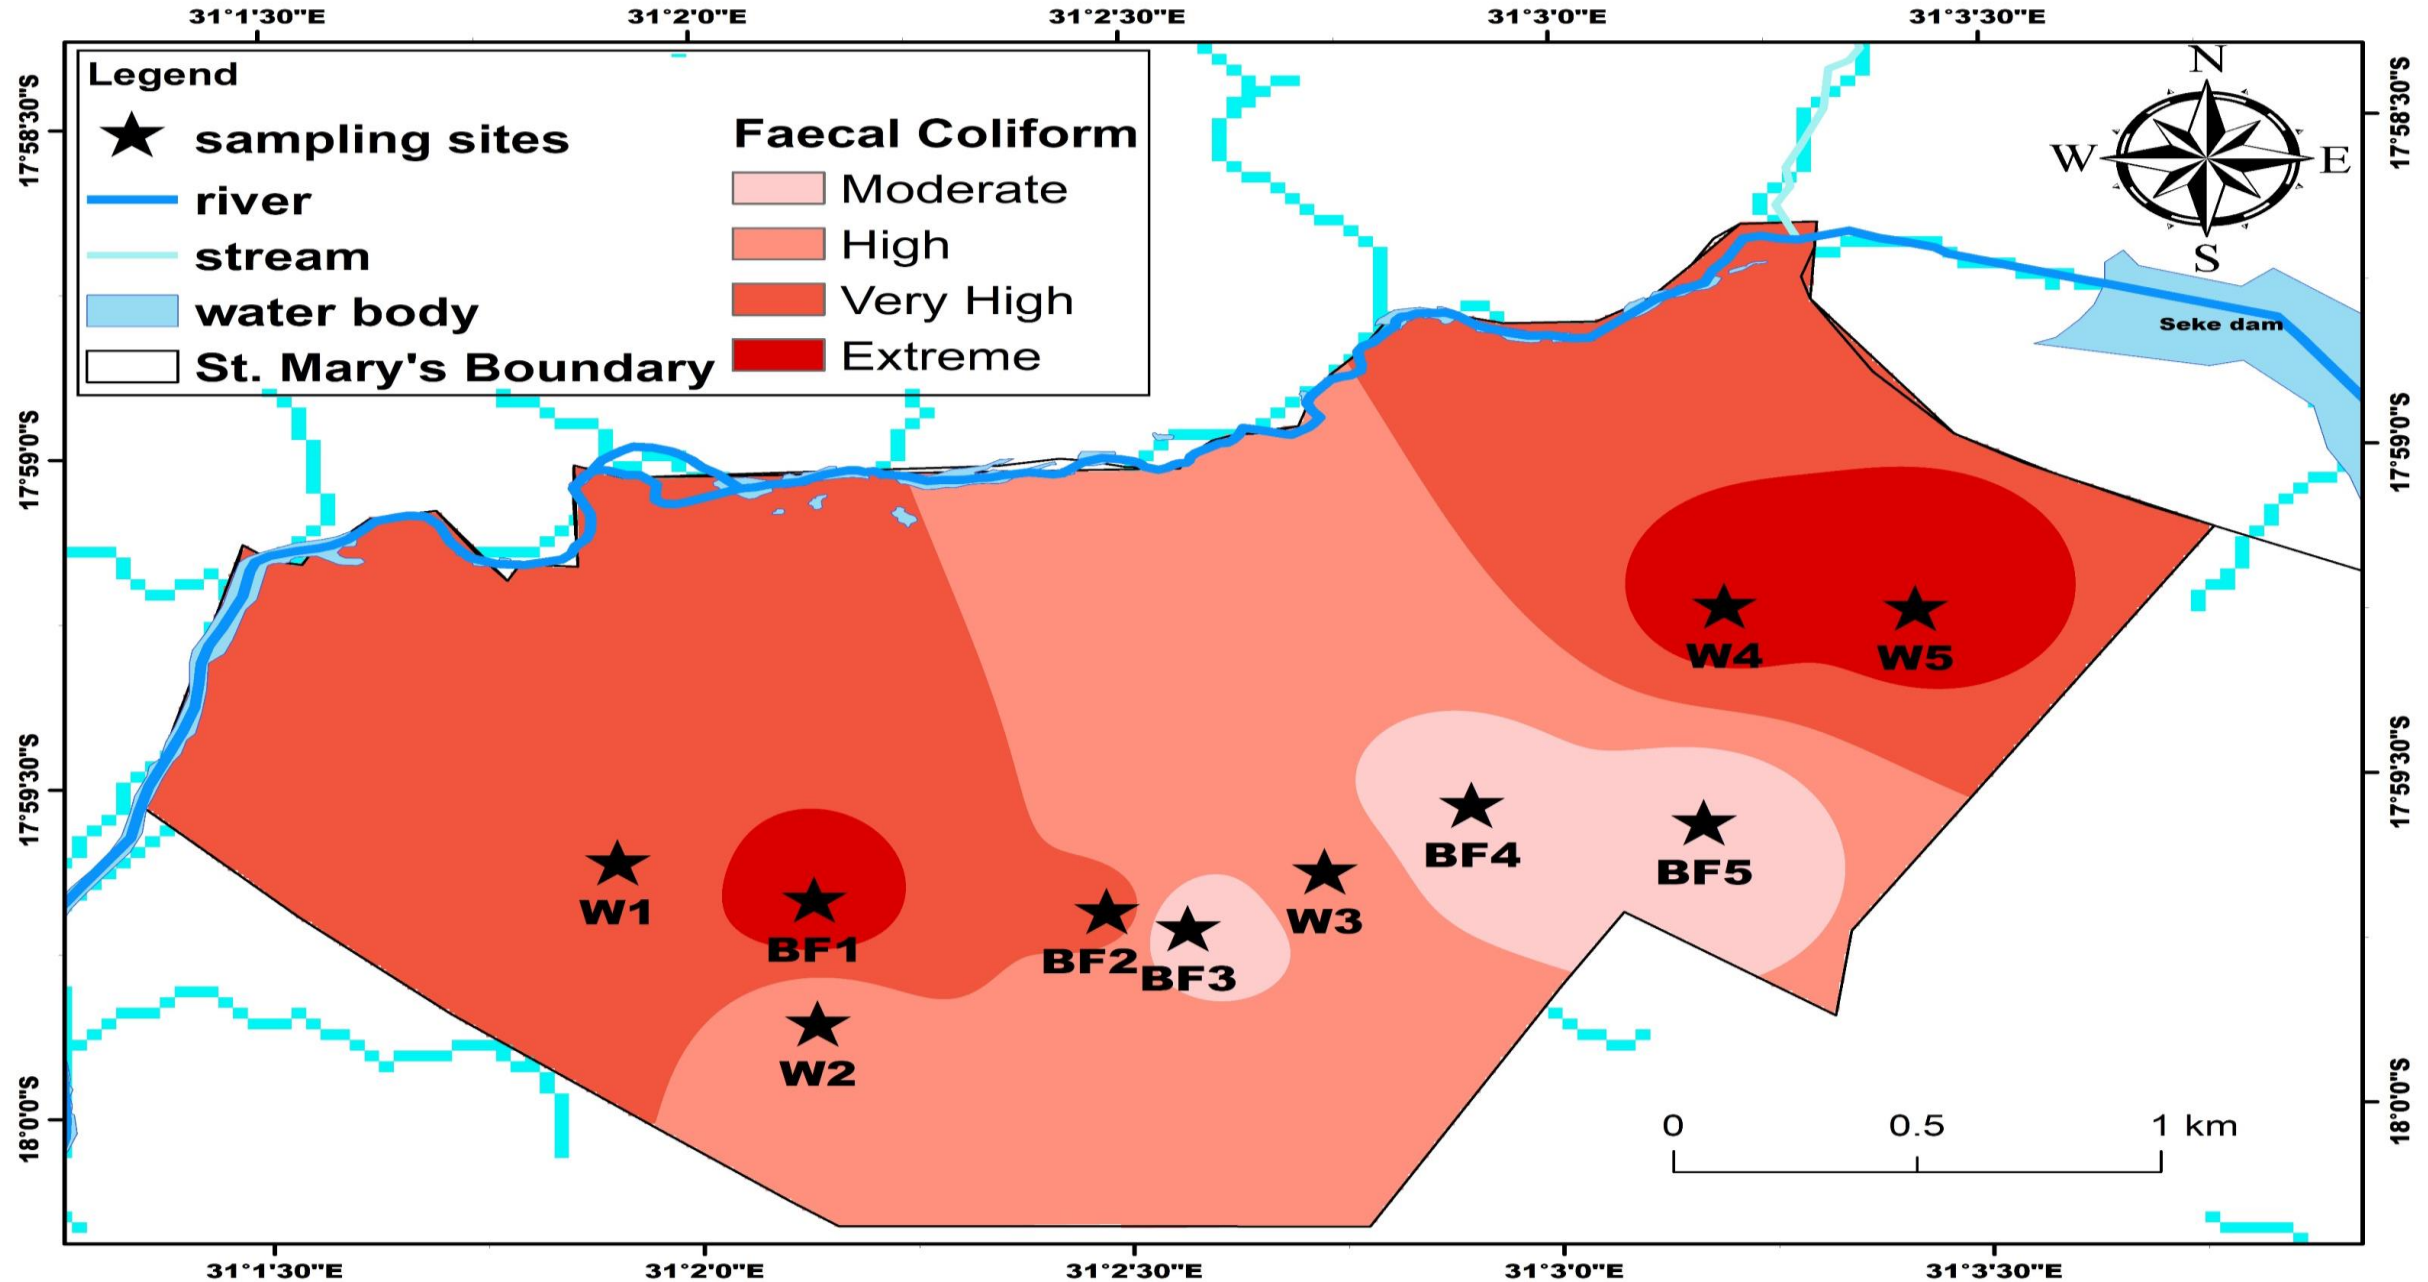 31°1'30"E 31°2'0"E 31°2'30"E 31°3'0"E 31°3'30"E
Legend
sampling sites
river
stream
water body
St. Mary's Boundary
Faecal Coliform
Moderate
High
Very High
Extreme
N
W E
S
Seke dam
17°58'30"S
17°59'0"S
17°59'30"S
18°0'0"S
17°58'30"S
17°59'0"S
17°59'30"S
18°0'0"S
W4
W5
BF4
BF5
W1
BF1
BF2
BF3
W3
W2
0 0.5 1 km
31°1'30"E 31°2'0"E 31°2'30"E 31°3'0"E 31°3'30"E